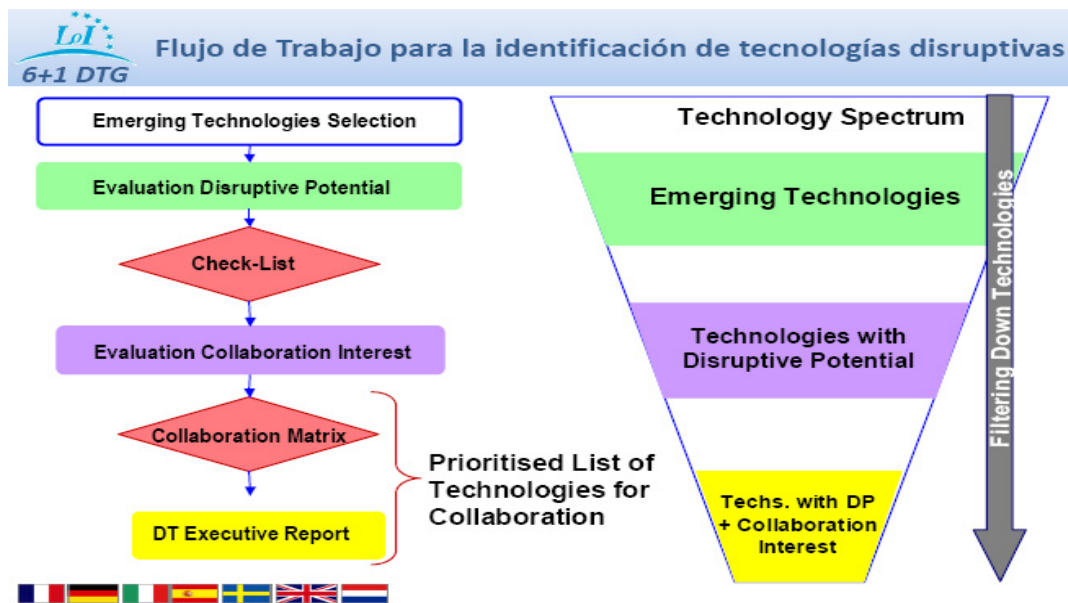 LoI
6+1 DTG
Flujo de Trabajo para la identificación de tecnologías disruptivas
Emerging Technologies Selection
Evaluation Disruptive Potential
Check-List
Evaluation Collaboration Interest
Collaboration Matrix
DT Executive Report
Prioritised List of
Technologies for
Collaboration
Technology Spectrum
Emerging Technologies
Technologies with
Disruptive Potential
Techs. with DP
+ Collaboration
Interest
Filtering Down Technologies